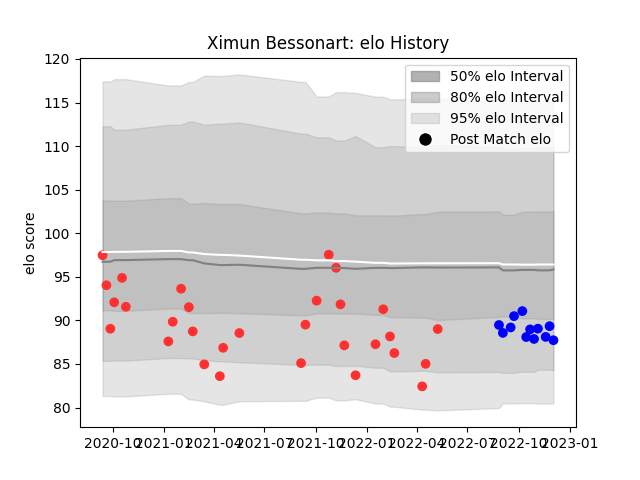 Ximun Bessonart: elo History
120
115
110
105
100
95
90
85
80
elo score
50% elo Interval
80% elo Interval
95% elo Interval
Post Match elo
2020-10 2021-01 2021-04 2021-07 2021-10 2022-01 2022-04 2022-07 2022-10 2023-01